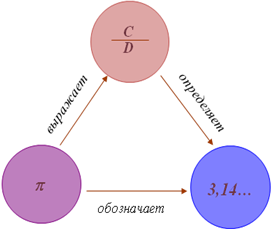 C
D
выражает
определяет
π
3,14...
обозначает